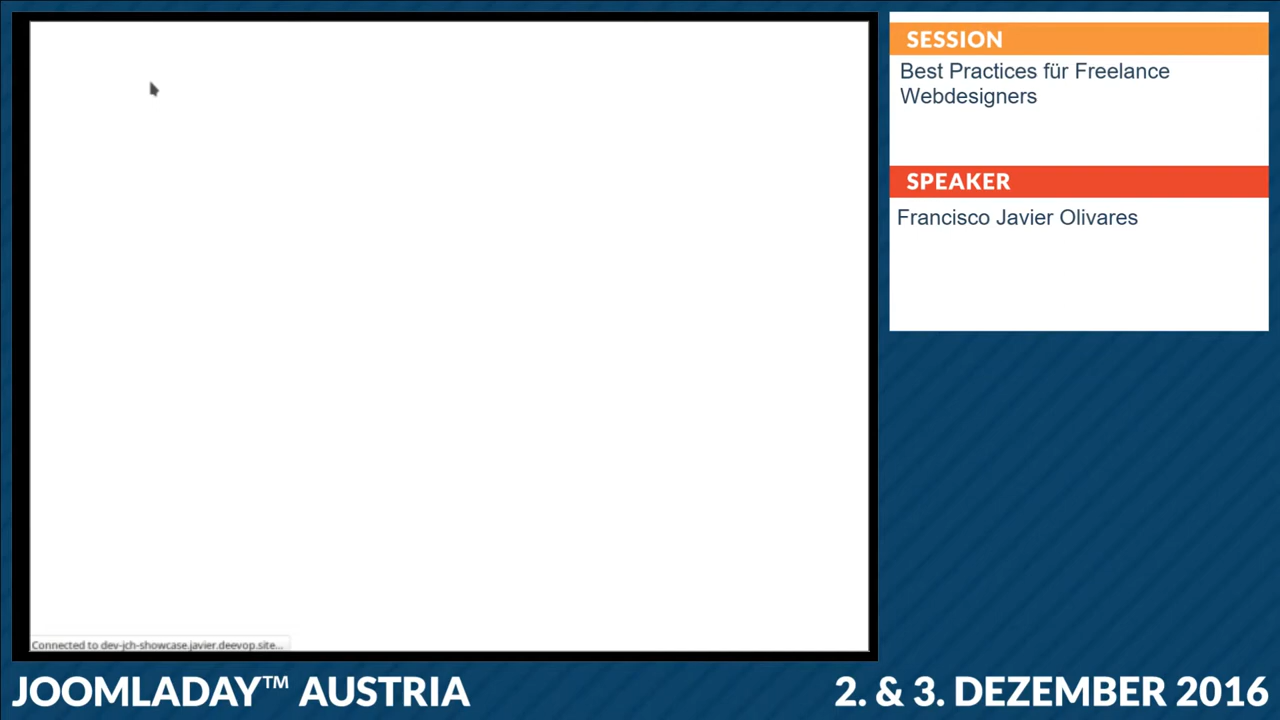 SESSION
Best Practices für Freelance
Webdesigners
SPEAKER
Francisco Javier Olivares
Connected to dev-jch-showcase.javier.deevop.site...
JOOMLADAY™ AUSTRIA
2. & 3. DEZEMBER 2016